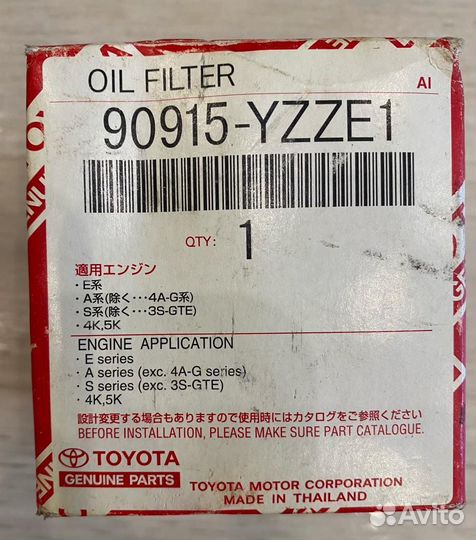 OIL FILTER
AI
90915-YZZE1
QTY: 1
適用エンジン
・E系
・A系(除く…4A-G系)
・S系(除く…3S-GTE)
・4K,5K
ENGINE APPLICATION
・E series
・A series (exc. 4A-G series)
・S series (exc. 3S-GTE)
・4K,5K
設計変更する場合もありますので使用時にはカタログをご参照ください
BEFORE INSTALLATION, PLEASE MAKE SURE PART CATALOGUE.
TOYOTA
GENUINE PARTS
TOYOTA MOTOR CORPORATION
MADE IN THAILAND
Avito